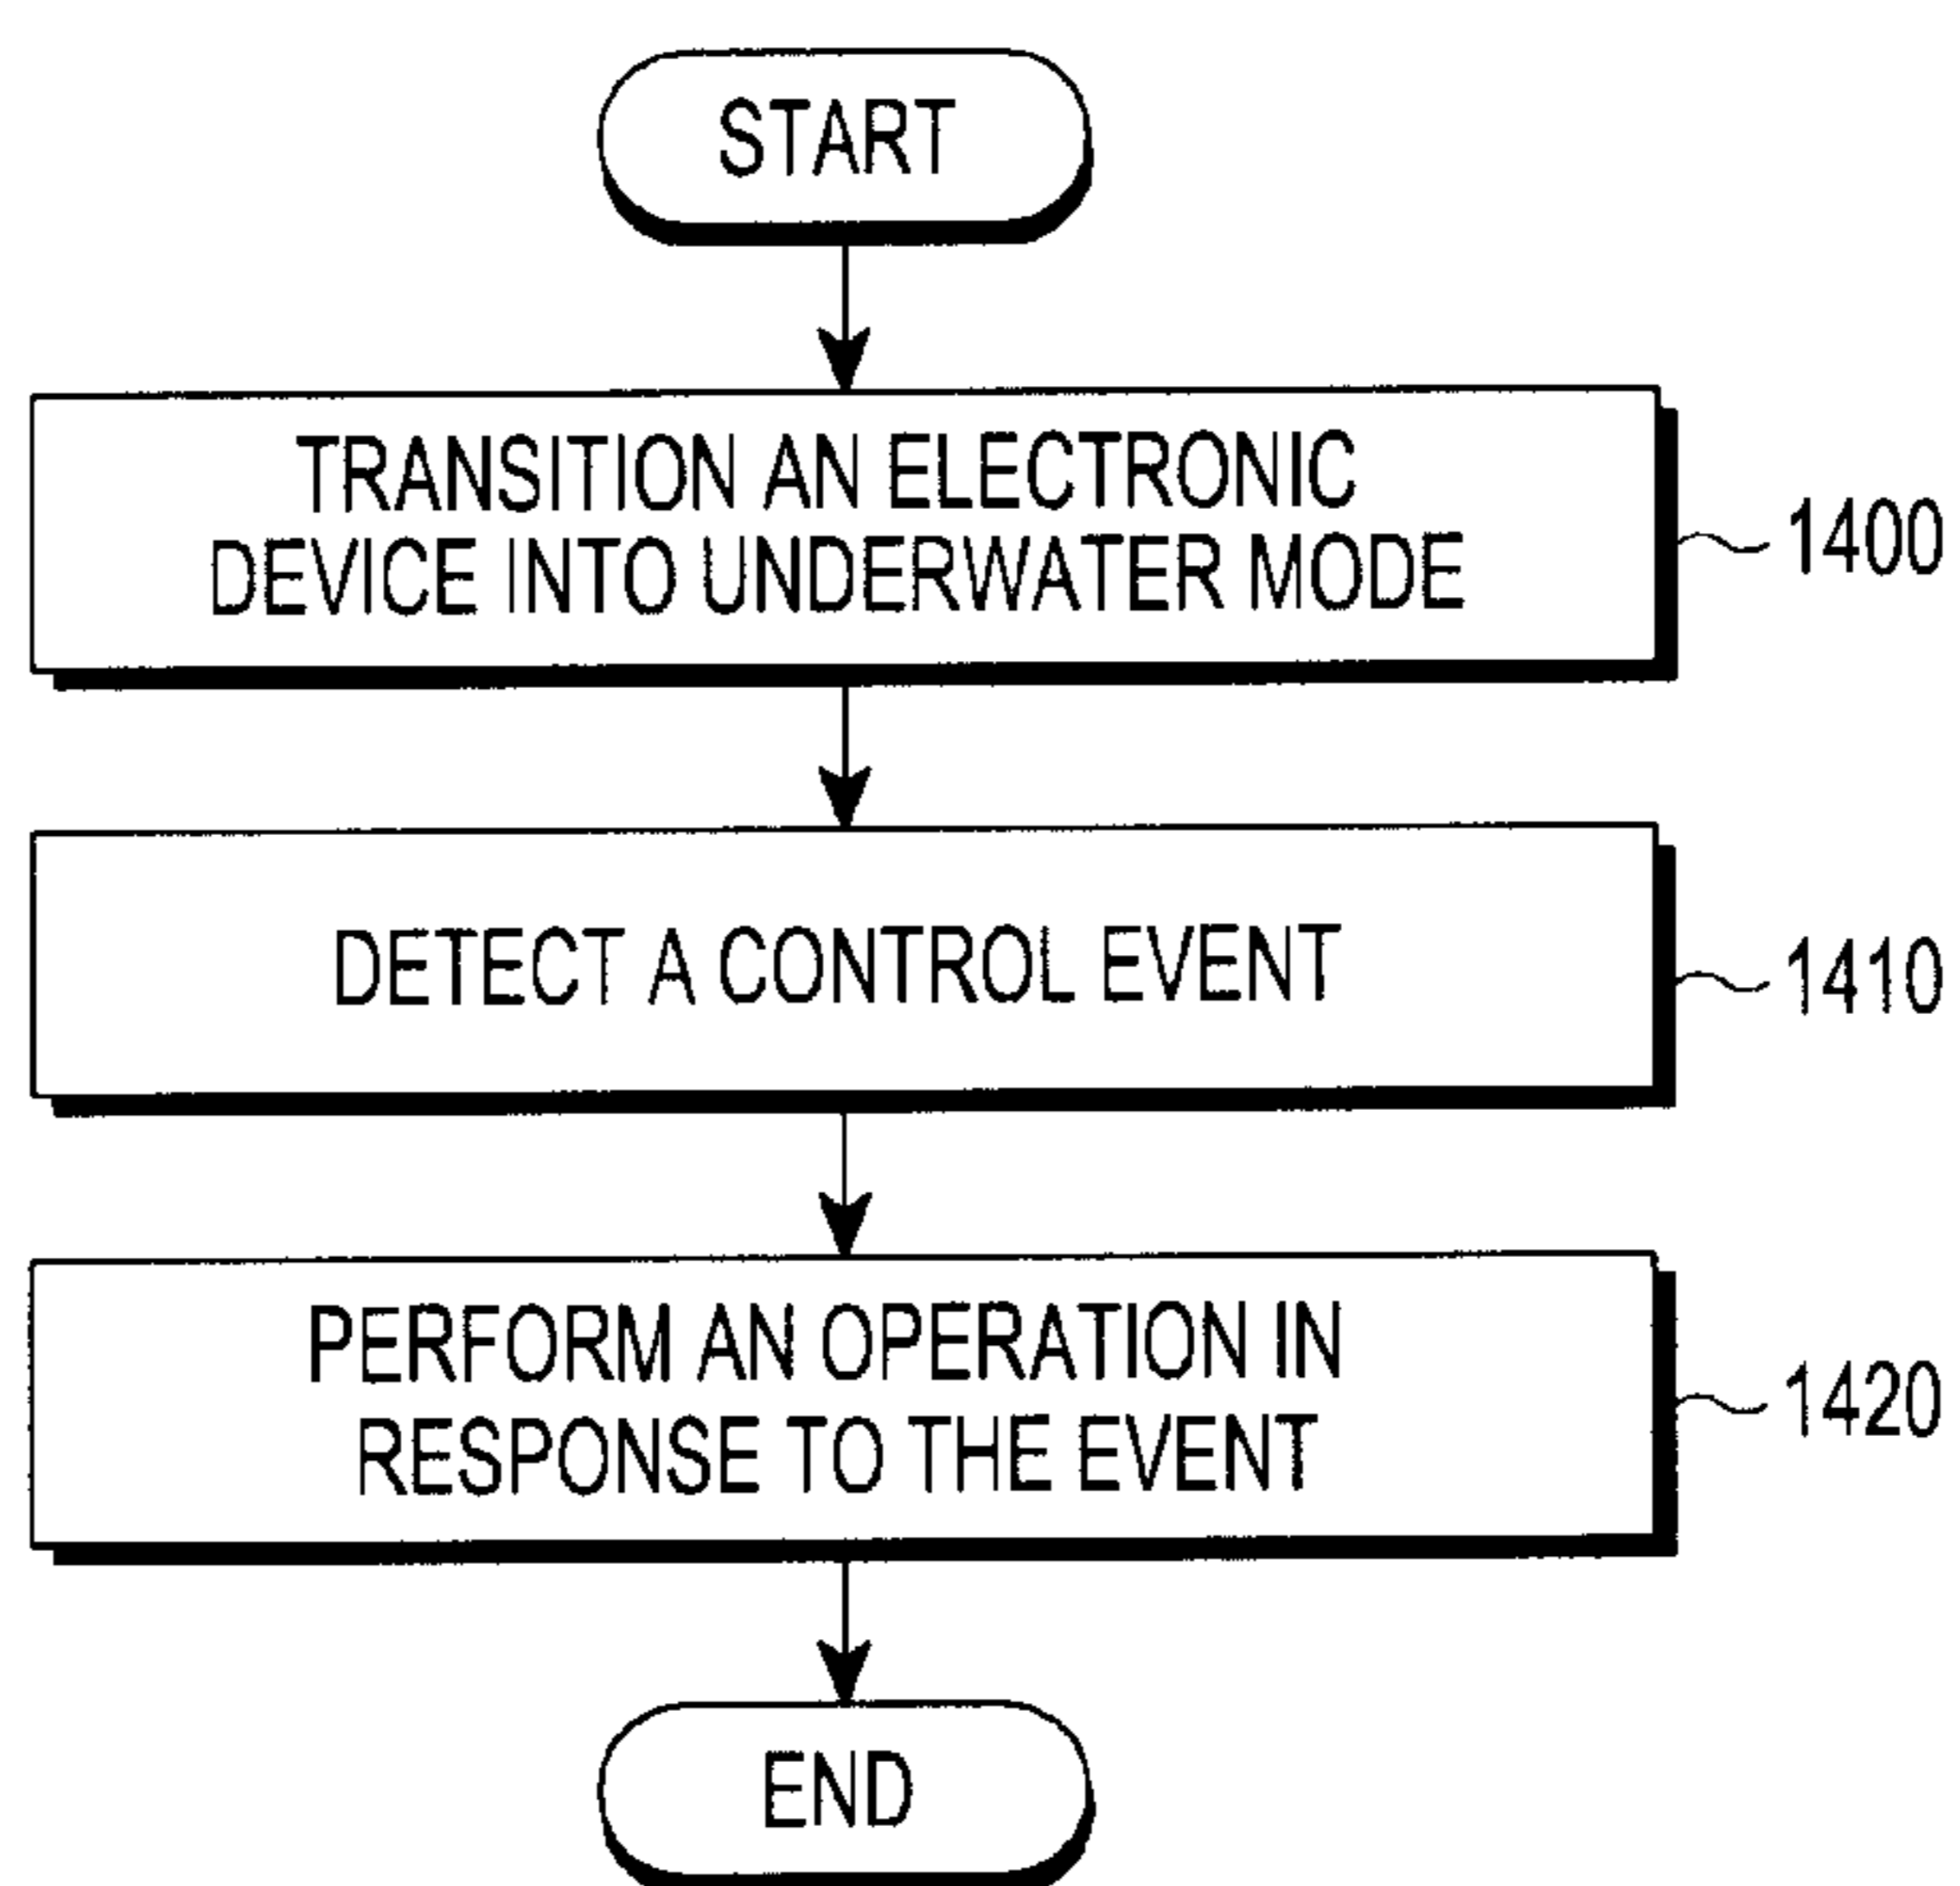 START
TRANSITION AN ELECTRONIC
DEVICE INTO UNDERWATER MODE
1400
DETECT A CONTROL EVENT
1410
PERFORM AN OPERATION IN
RESPONSE TO THE EVENT
1420
END